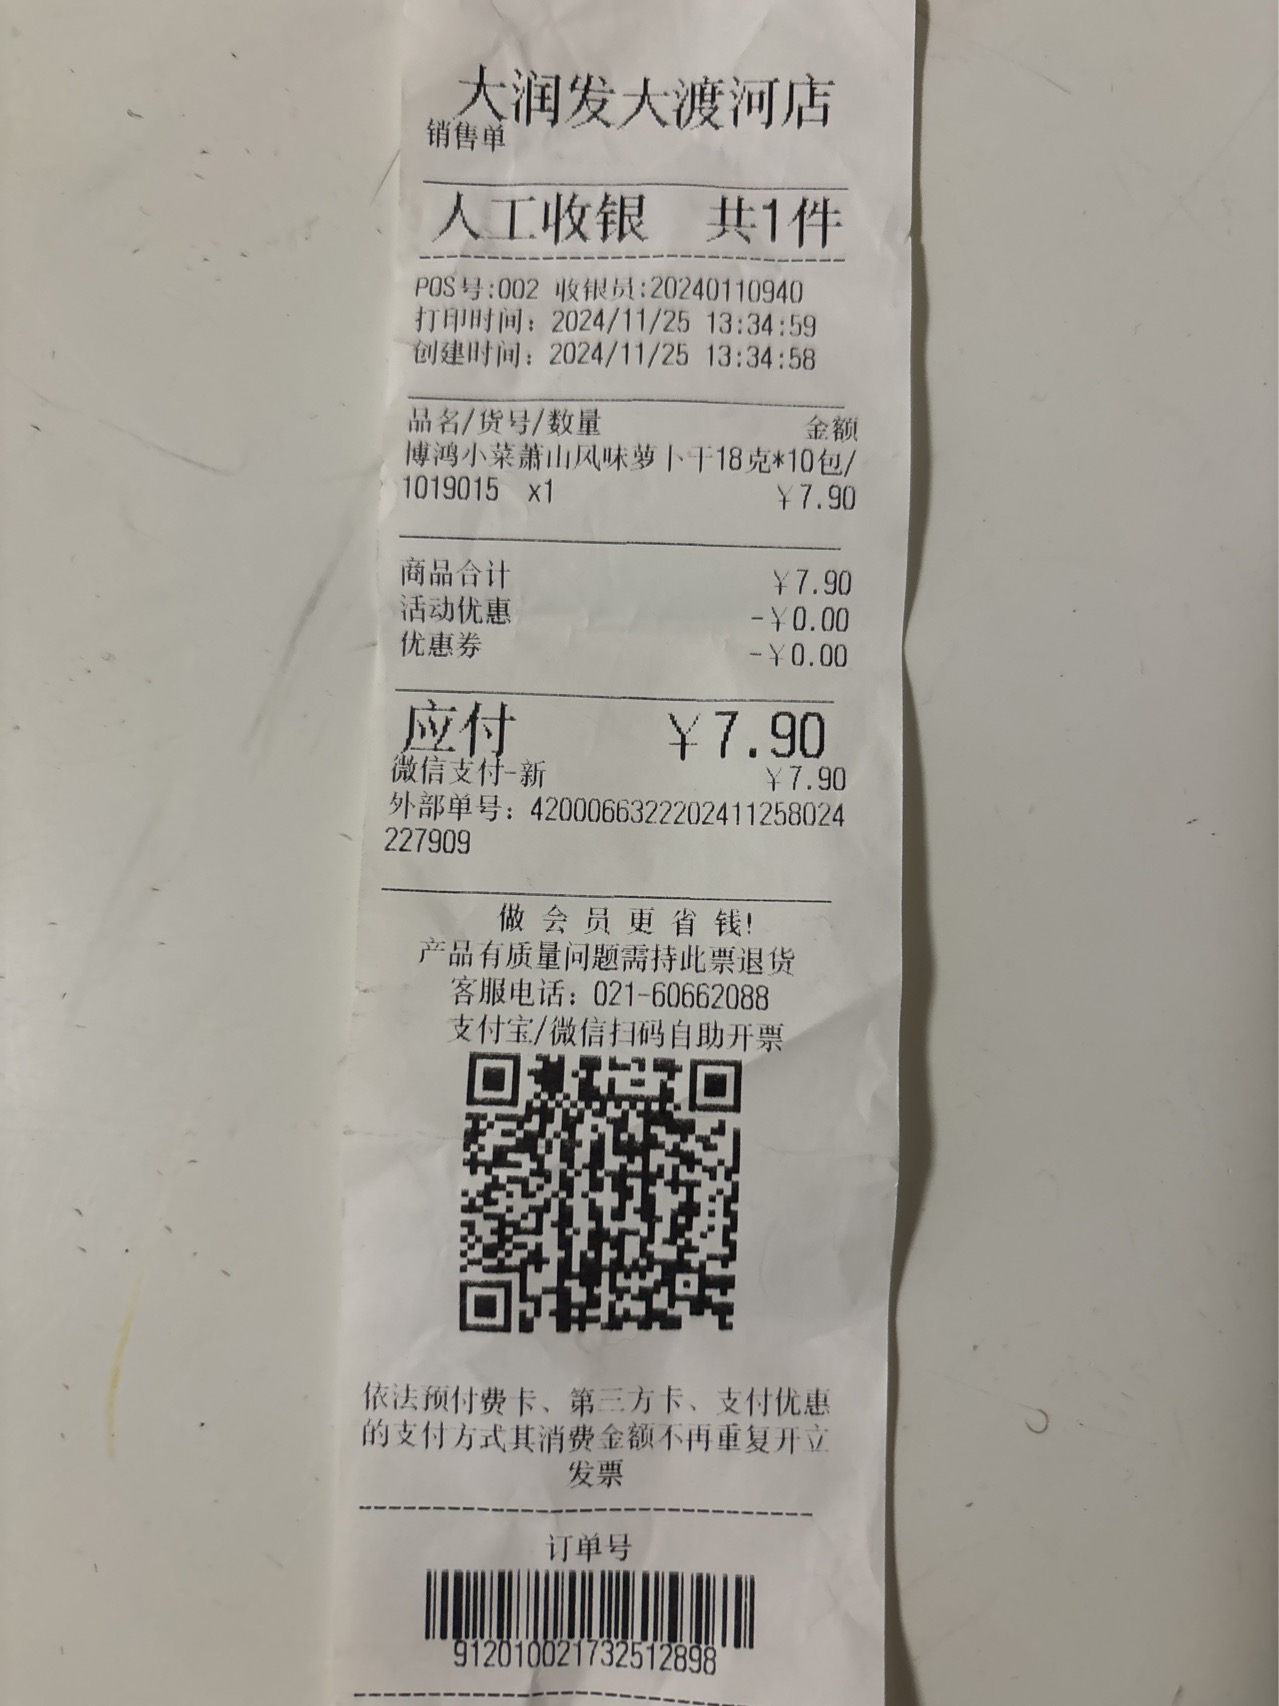 大润发大渡河店
销售单
人工收银 共1件
POS号:002 收银员:20240110940
打印时间：2024/11/25 13:34:59
创建时间：2024/11/25 13:34:58
品名/货号/数量 金额
博鸿小菜萧山风味萝卜干18克*10包/
1019015 x1 ￥7.90
商品合计 ￥7.90
活动优惠 -￥0.00
优惠券 -￥0.00
应付 ￥7.90
微信支付-新 ￥7.90
外部单号：4200066322202411258024
227909
做会员更省钱!
产品有质量问题需持此票退货
客服电话：021-60662088
支付宝/微信扫码自助开票
依法预付费卡、第三方卡、支付优惠
的支付方式其消费金额不再重复开立
发票
订单号
912010021732512898